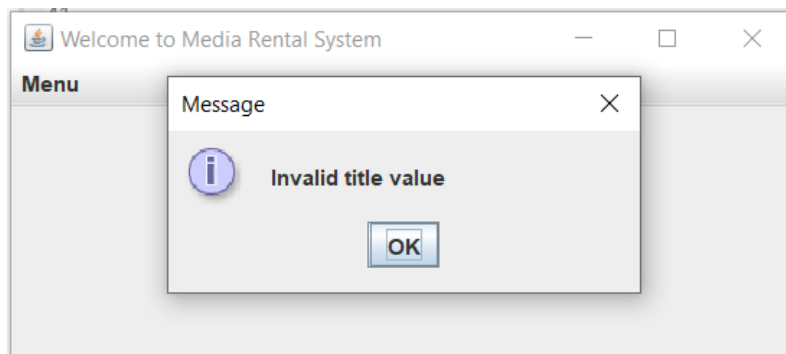 Welcome to Media Rental System
Menu
Message
Invalid title value
OK